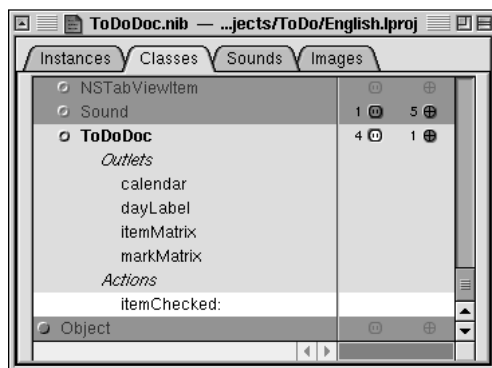 ToDoDoc.nib — ...jects/ToDo/English.lproj
Instances Classes Sounds Images
NSTabViewItem
Sound 1 5
ToDoDoc 4 1
Outlets
calendar
dayLabel
itemMatrix
markMatrix
Actions
itemChecked:
Object